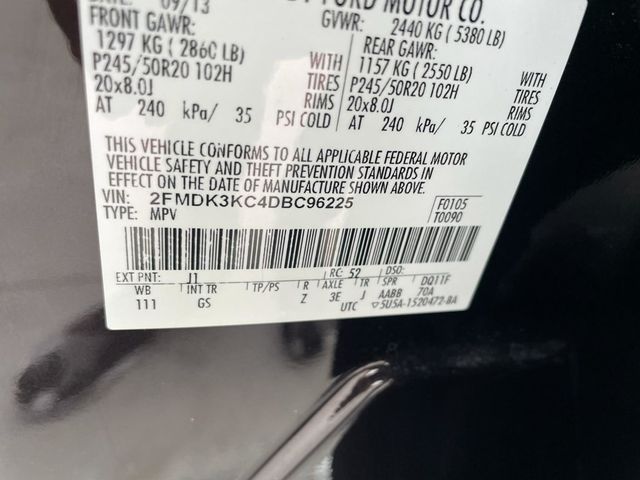 DATE: 09/13
BY FORD MOTOR CO.
FRONT GAWR:
1297 KG ( 2860 LB)
P245/50R20 102H
20x8.0J
AT 240 kPa/ 35 PSI COLD
WITH
TIRES
RIMS
GVWR: 2440 KG ( 5380 LB)
REAR GAWR:
1157 KG ( 2550 LB)
P245/50R20 102H
20x8.0J
AT 240 kPa/ 35 PSI COLD
WITH
TIRES
RIMS
THIS VEHICLE CONFORMS TO ALL APPLICABLE FEDERAL MOTOR
VEHICLE SAFETY AND THEFT PREVENTION STANDARDS IN
EFFECT ON THE DATE OF MANUFACTURE SHOWN ABOVE.
VIN: 2FMDK3KC4DBC96225
TYPE: MPV
F0105
T0090
EXT PNT: J1 RC: 52 DSO:
WB INT TR TP/PS R AXLE TR SPR DQ11F
111 GS Z 3E J AABB 70A
UTC 5U5A-1520472-BA